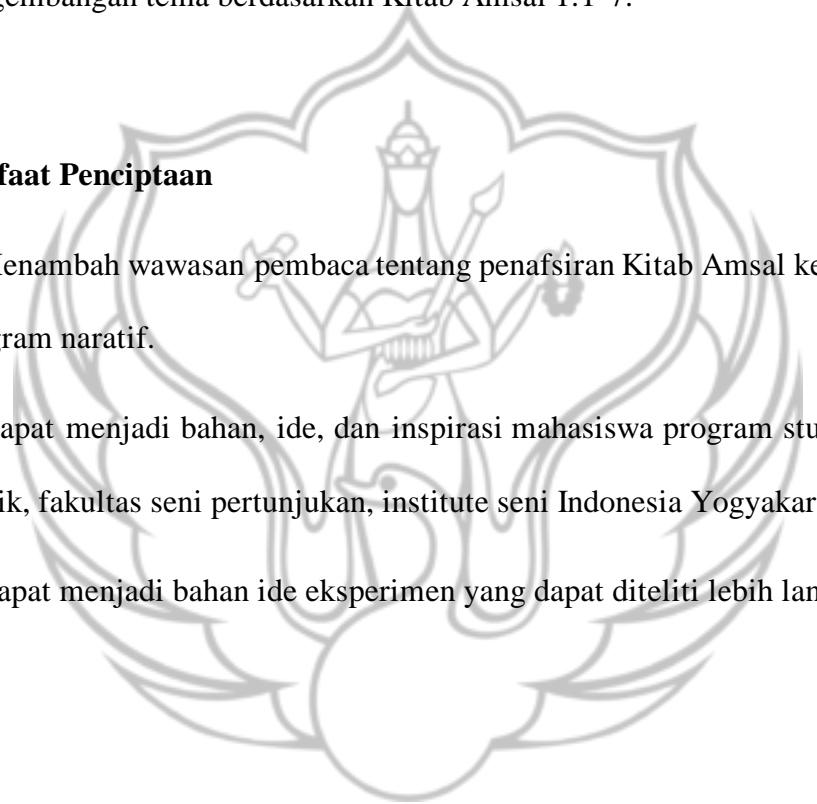 gembangan tema berdasarkan Kitab Amsal 1:1-7.
faat Penciptaan
Menambah wawasan pembaca tentang penafsiran Kitab Amsal ke
gram naratif.
apat menjadi bahan, ide, dan inspirasi mahasiswa program stu
ik, fakultas seni pertunjukan, institute seni Indonesia Yogyakar
apat menjadi bahan ide eksperimen yang dapat diteliti lebih lan